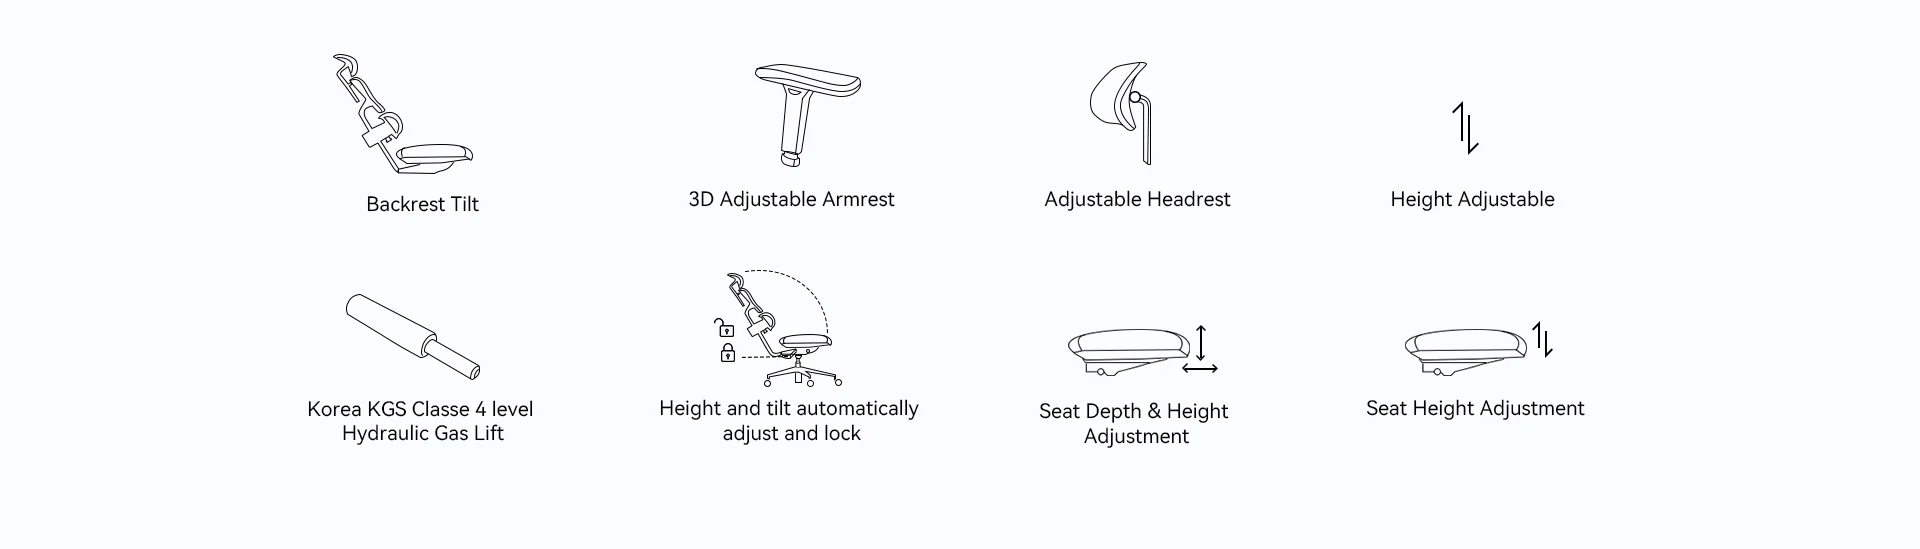 Backrest Tilt
3D Adjustable Armrest
Adjustable Headrest
Height Adjustable
Korea KGS Classe 4 level
Hydraulic Gas Lift
Height and tilt automatically
adjust and lock
Seat Depth & Height
Adjustment
Seat Height Adjustment